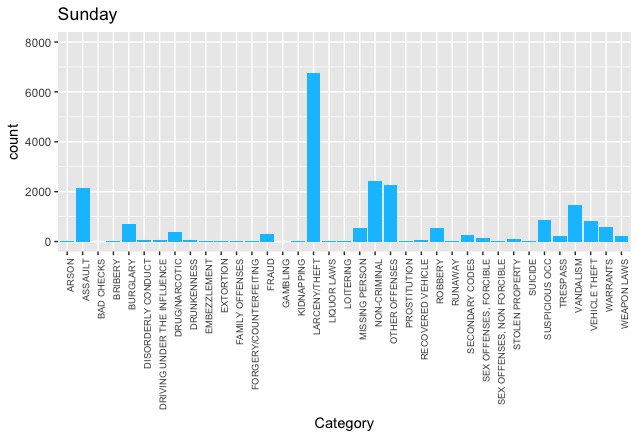 Sunday
8000
6000
4000
2000
0
count
ARSON
ASSAULT
BAD CHECKS
BRIBERY
BURGLARY
DISORDERLY CONDUCT
DRIVING UNDER THE INFLUENCE
DRUG/NARCOTIC
DRUNKENNESS
EMBEZZLEMENT
EXTORTION
FAMILY OFFENSES
FORGERY/COUNTERFEITING
FRAUD
GAMBLING
KIDNAPPING
LARCENY/THEFT
LIQUOR LAWS
LOITERING
MISSING PERSON
NON-CRIMINAL
OTHER OFFENSES
PROSTITUTION
RECOVERED VEHICLE
ROBBERY
RUNAWAY
SECONDARY CODES
SEX OFFENSES, FORCIBLE
SEX OFFENSES, NON FORCIBLE
STOLEN PROPERTY
SUICIDE
SUSPICIOUS OCC
TRESPASS
VANDALISM
VEHICLE THEFT
WARRANTS
WEAPON LAWS
Category